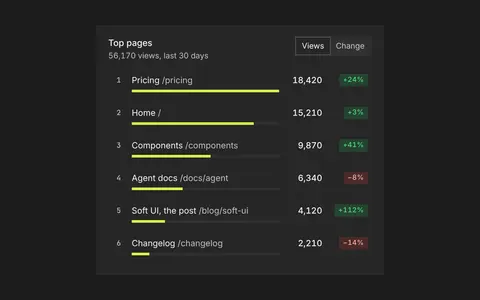 Top pages
56,170 views, last 30 days
Views Change
1 Pricing /pricing 18,420 +24%
2 Home / 15,210 +3%
3 Components /components 9,870 +41%
4 Agent docs /docs/agent 6,340 −8%
5 Soft UI, the post /blog/soft-ui 4,120 +112%
6 Changelog /changelog 2,210 −14%